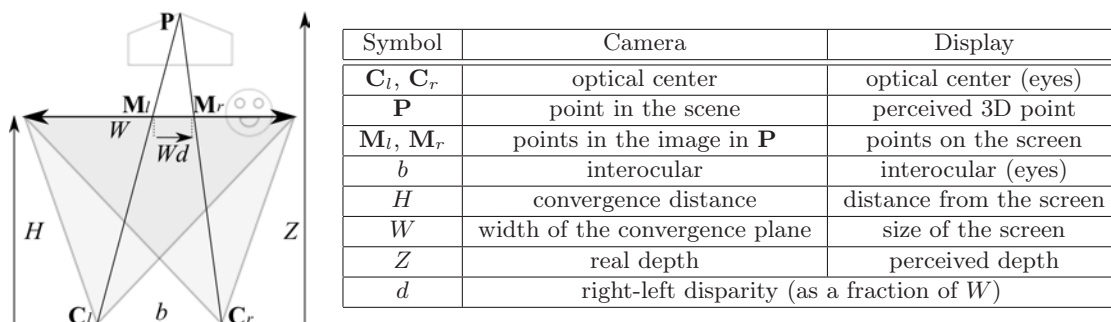 P
M_l M_r
W
Wd
H
Z
C_l b C_r
Symbol Camera Display
C_l, C_r optical center optical center (eyes)
P point in the scene perceived 3D point
M_l, M_r points in the image in P points on the screen
b interocular interocular (eyes)
H convergence distance distance from the screen
W width of the convergence plane size of the screen
Z real depth perceived depth
d right-left disparity (as a fraction of W)